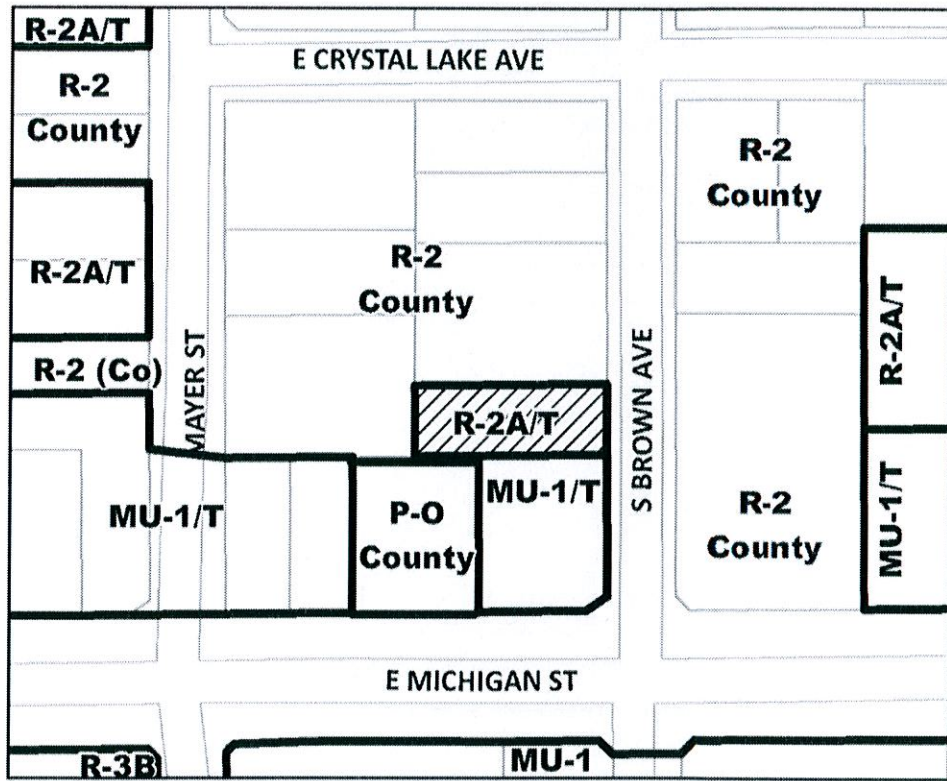 R-2A/T
E CRYSTAL LAKE AVE
R-2
County
R-2
County
R-2A/T
R-2
County
R-2A/T
R-2 (Co)
MAYER ST
R-2A/T
S BROWN AVE
MU-1/T
P-O
County
MU-1/T
R-2
County
MU-1/T
E MICHIGAN ST
R-3B
MU-1